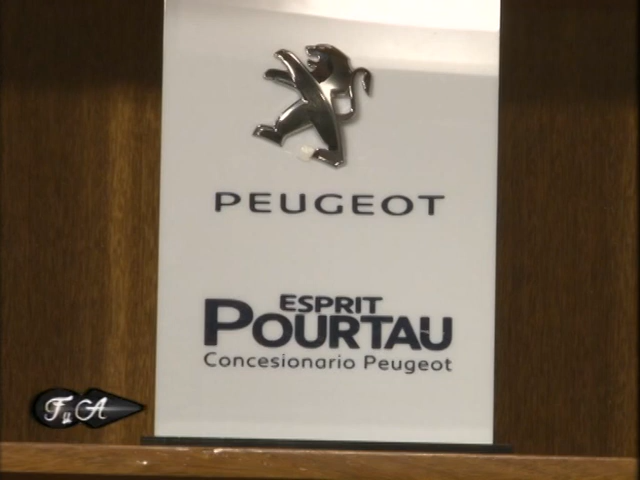 PEUGEOT
ESPRIT
POURTAU
Concesionario Peugeot
F y A